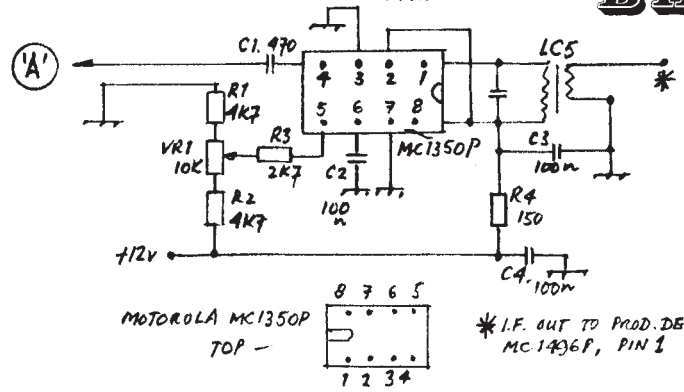 C1. 470
LC5
'A'
4 3 2 1
5 6 7 8
R1
4K7
MC1350P
VR1
10K
R3
2K7
C2
100
n
C3
100n
R2
4K7
R4
150
+12v
C4.
100n
8 7 6 5
MOTOROLA MC1350P
TOP –
1 2 3 4
* I.F. OUT TO PROD. DE
MC1496P, PIN 1
*